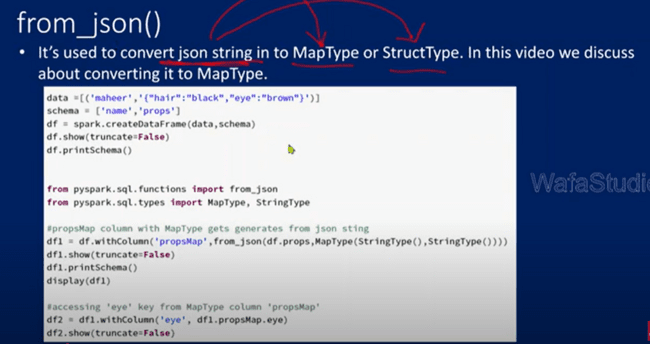 from_json()
• It's used to convert json string in to MapType or StructType. In this video we discuss
about converting it to MapType.
data =[('maheer','{"hair":"black","eye":"brown"}')]
schema = ['name','props']
df = spark.createDataFrame(data,schema)
df.show(truncate=False)
df.printSchema()
from pyspark.sql.functions import from_json
from pyspark.sql.types import MapType, StringType
WafaStudio
#propsMap column with MapType gets generates from json sting
df1 = df.withColumn('propsMap',from_json(df.props,MapType(StringType(),StringType())))
df1.show(truncate=False)
df1.printSchema()
display(df1)
#accessing 'eye' key from MapType column 'propsMap'
df2 = df1.withColumn('eye', df1.propsMap.eye)
df2.show(truncate=False)